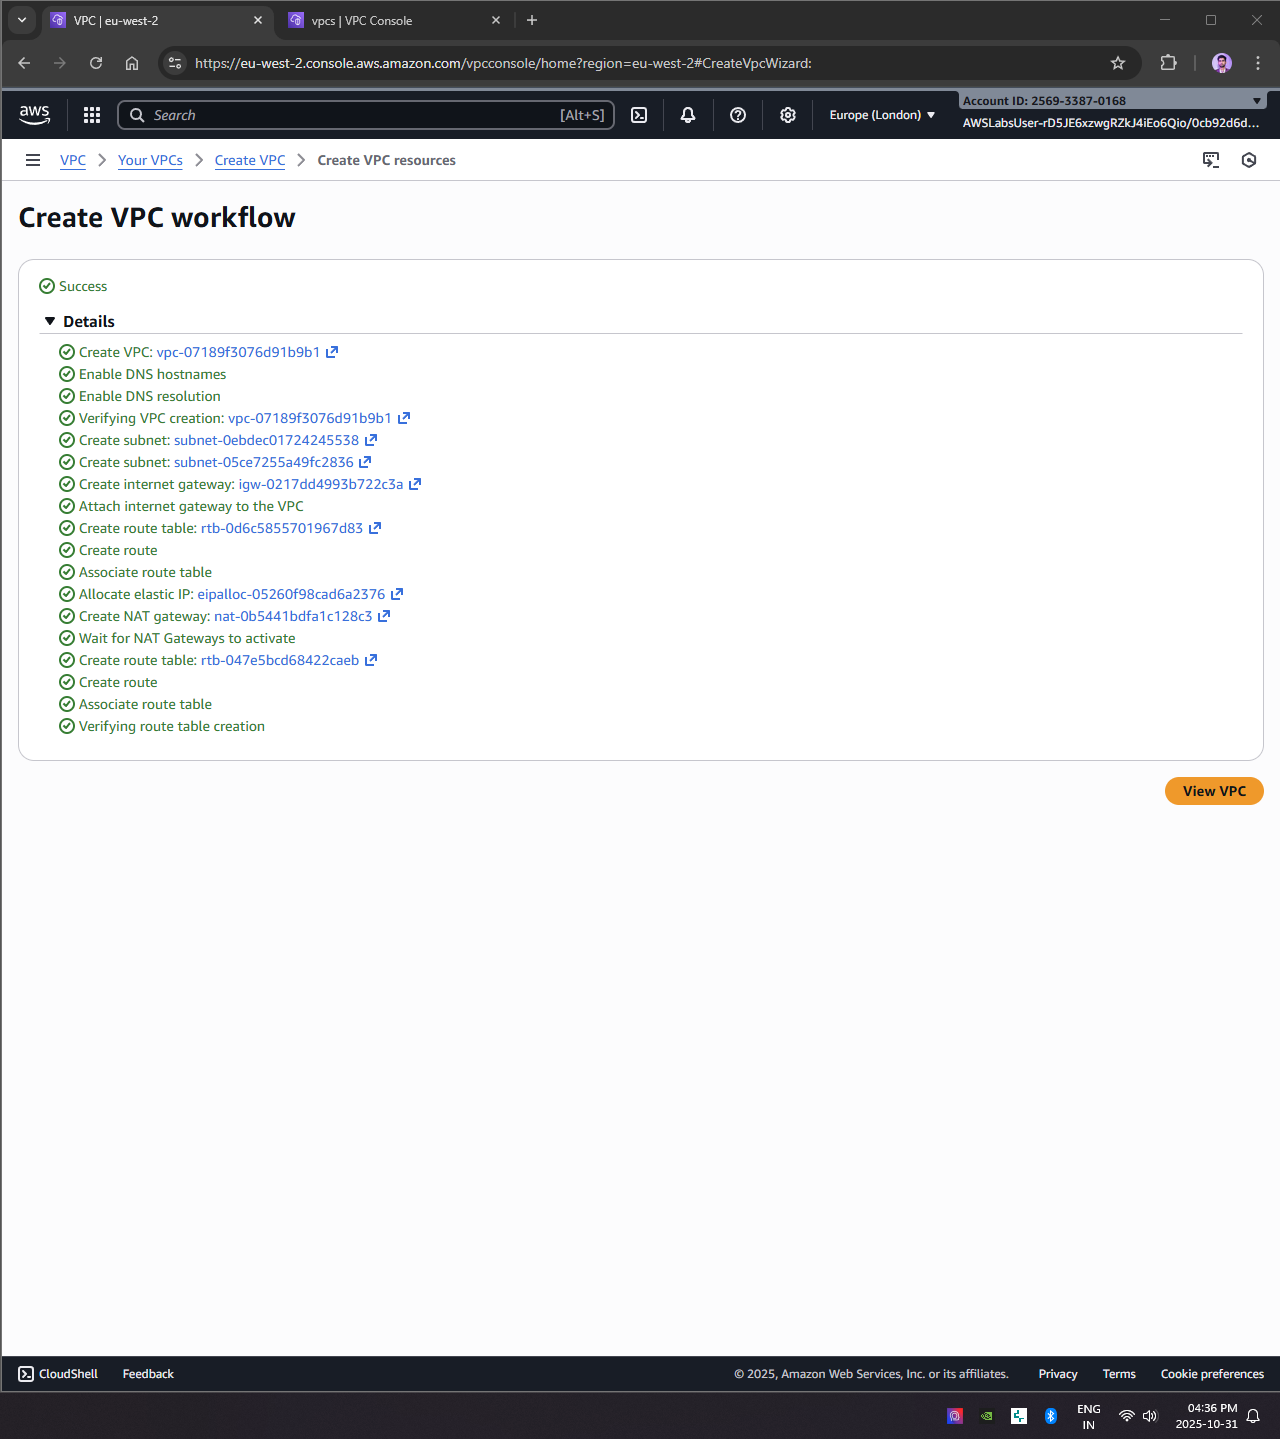 VPC | eu-west-2
vpcs | VPC Console
https://eu-west-2.console.aws.amazon.com/vpcconsole/home?region=eu-west-2#CreateVpcWizard:
aws
Search [Alt+S]
Europe (London)
Account ID: 2569-3387-0168
AWSLabsUser-rD5JE6xzwgRZkJ4iEo6Qio/0cb92d6d...
VPC > Your VPCs > Create VPC > Create VPC resources
Create VPC workflow
Success
Details
Create VPC: vpc-07189f3076d91b9b1
Enable DNS hostnames
Enable DNS resolution
Verifying VPC creation: vpc-07189f3076d91b9b1
Create subnet: subnet-0ebdec01724245538
Create subnet: subnet-05ce7255a49fc2836
Create internet gateway: igw-0217dd4993b722c3a
Attach internet gateway to the VPC
Create route table: rtb-0d6c5855701967d83
Create route
Associate route table
Allocate elastic IP: eipalloc-05260f98cad6a2376
Create NAT gateway: nat-0b5441bdfa1c128c3
Wait for NAT Gateways to activate
Create route table: rtb-047e5bcd68422caeb
Create route
Associate route table
Verifying route table creation
View VPC
CloudShell Feedback © 2025, Amazon Web Services, Inc. or its affiliates. Privacy Terms Cookie preferences
ENG
IN
04:36 PM
2025-10-31